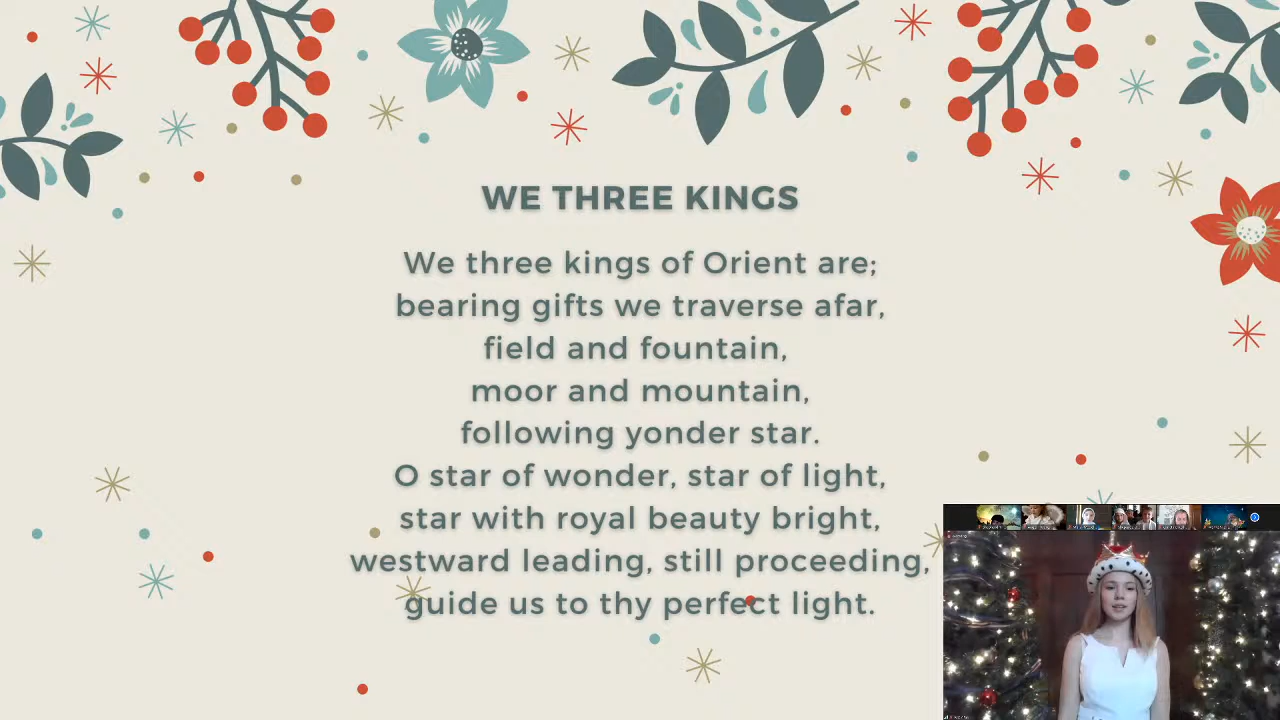 WE THREE KINGS
We three kings of Orient are;
bearing gifts we traverse afar,
field and fountain,
moor and mountain,
following yonder star.
O star of wonder, star of light,
star with royal beauty bright,
westward leading, still proceeding,
guide us to thy perfect light.